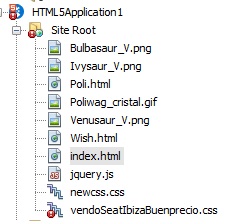 HTML5Application1
Site Root
Bulbasaur_V.png
Ivysaur_V.png
Poli.html
Poliwag_cristal.gif
Venusaur_V.png
Wish.html
index.html
jquery.js
newcss.css
vendoSeatIbizaBuenprecio.css